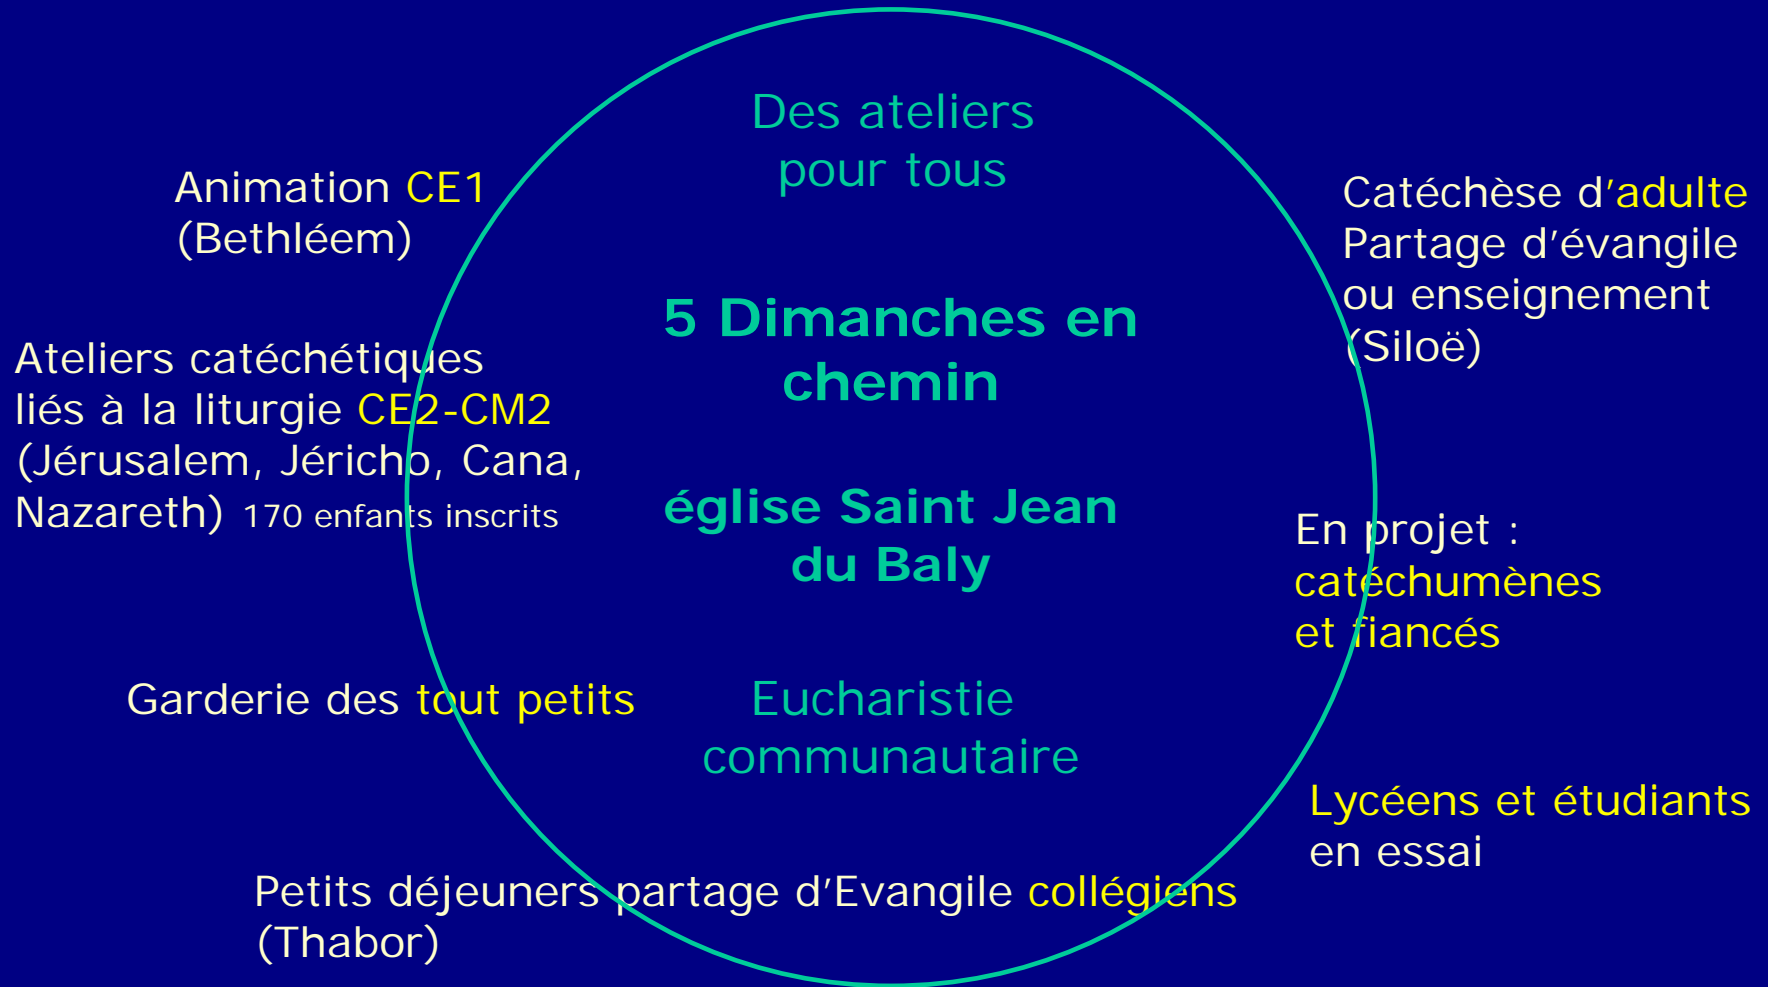 Des ateliers
pour tous
Animation CE1
(Bethléem)
Catéchèse d’adulte
Partage d’évangile
ou enseignement
(Siloë)
5 Dimanches en
chemin
Ateliers catéchétiques
liés à la liturgie CE2-CM2
(Jérusalem, Jéricho, Cana,
Nazareth) 170 enfants inscrits
église Saint Jean
du Baly
En projet :
catéchumènes
et fiancés
Garderie des tout petits
Eucharistie
communautaire
Lycéens et étudiants
en essai
Petits déjeuners partage d’Evangile collégiens
(Thabor)